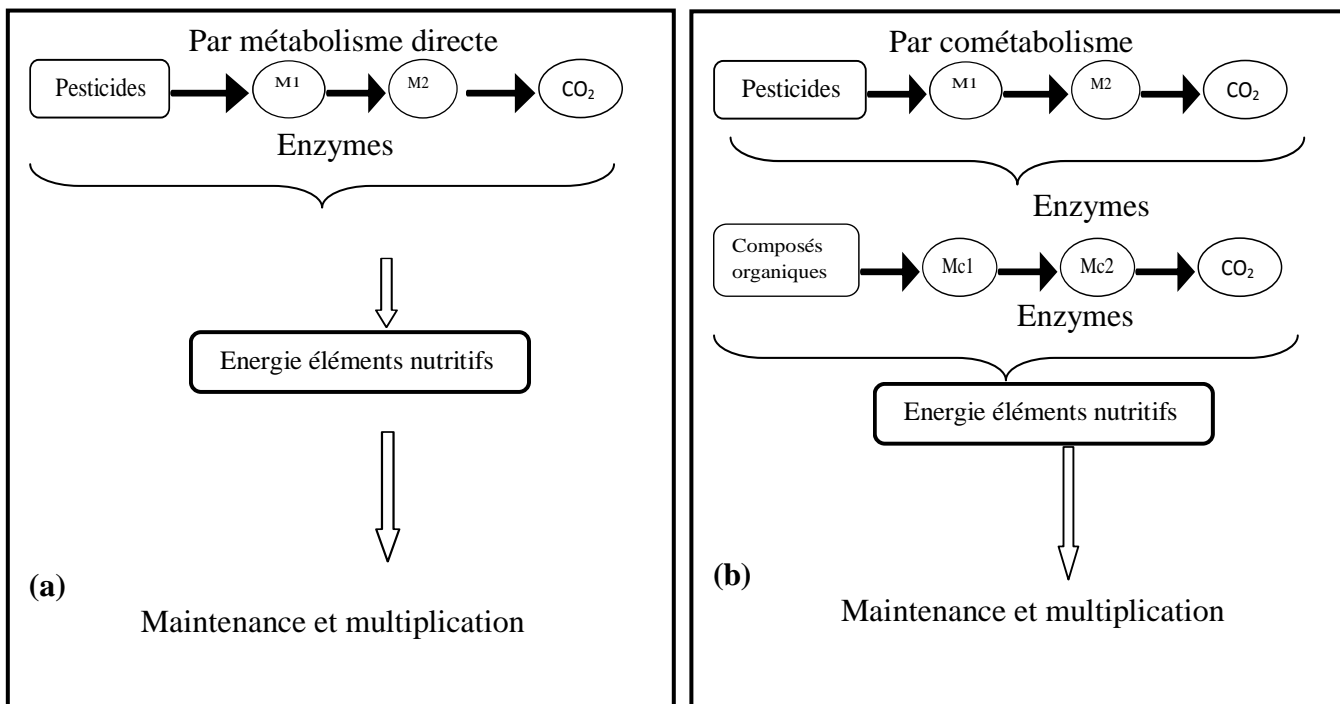 Par métabolisme directe
Pesticides
M1
M2
CO₂
Enzymes
Energie éléments nutritifs
(a)
Maintenance et multiplication
Par cométabolisme
Pesticides
M1
M2
CO₂
Enzymes
Composés
organiques
Mc1
Mc2
CO₂
Enzymes
Energie éléments nutritifs
(b)
Maintenance et multiplication